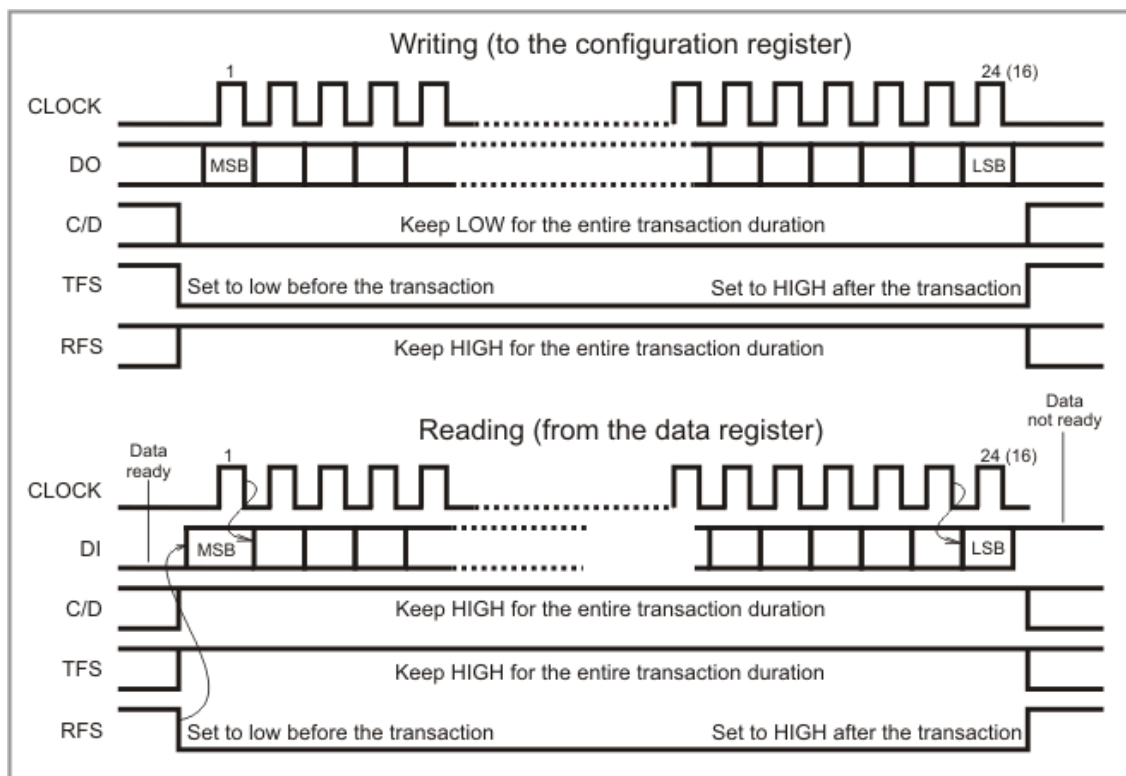 Writing (to the configuration register)
1
24 (16)
CLOCK
DO
MSB
LSB
C/D
Keep LOW for the entire transaction duration
TFS
Set to low before the transaction
Set to HIGH after the transaction
RFS
Keep HIGH for the entire transaction duration
Reading (from the data register)
Data
not ready
Data
ready
1
24 (16)
CLOCK
DI
MSB
LSB
C/D
Keep HIGH for the entire transaction duration
TFS
Keep HIGH for the entire transaction duration
RFS
Set to low before the transaction
Set to HIGH after the transaction